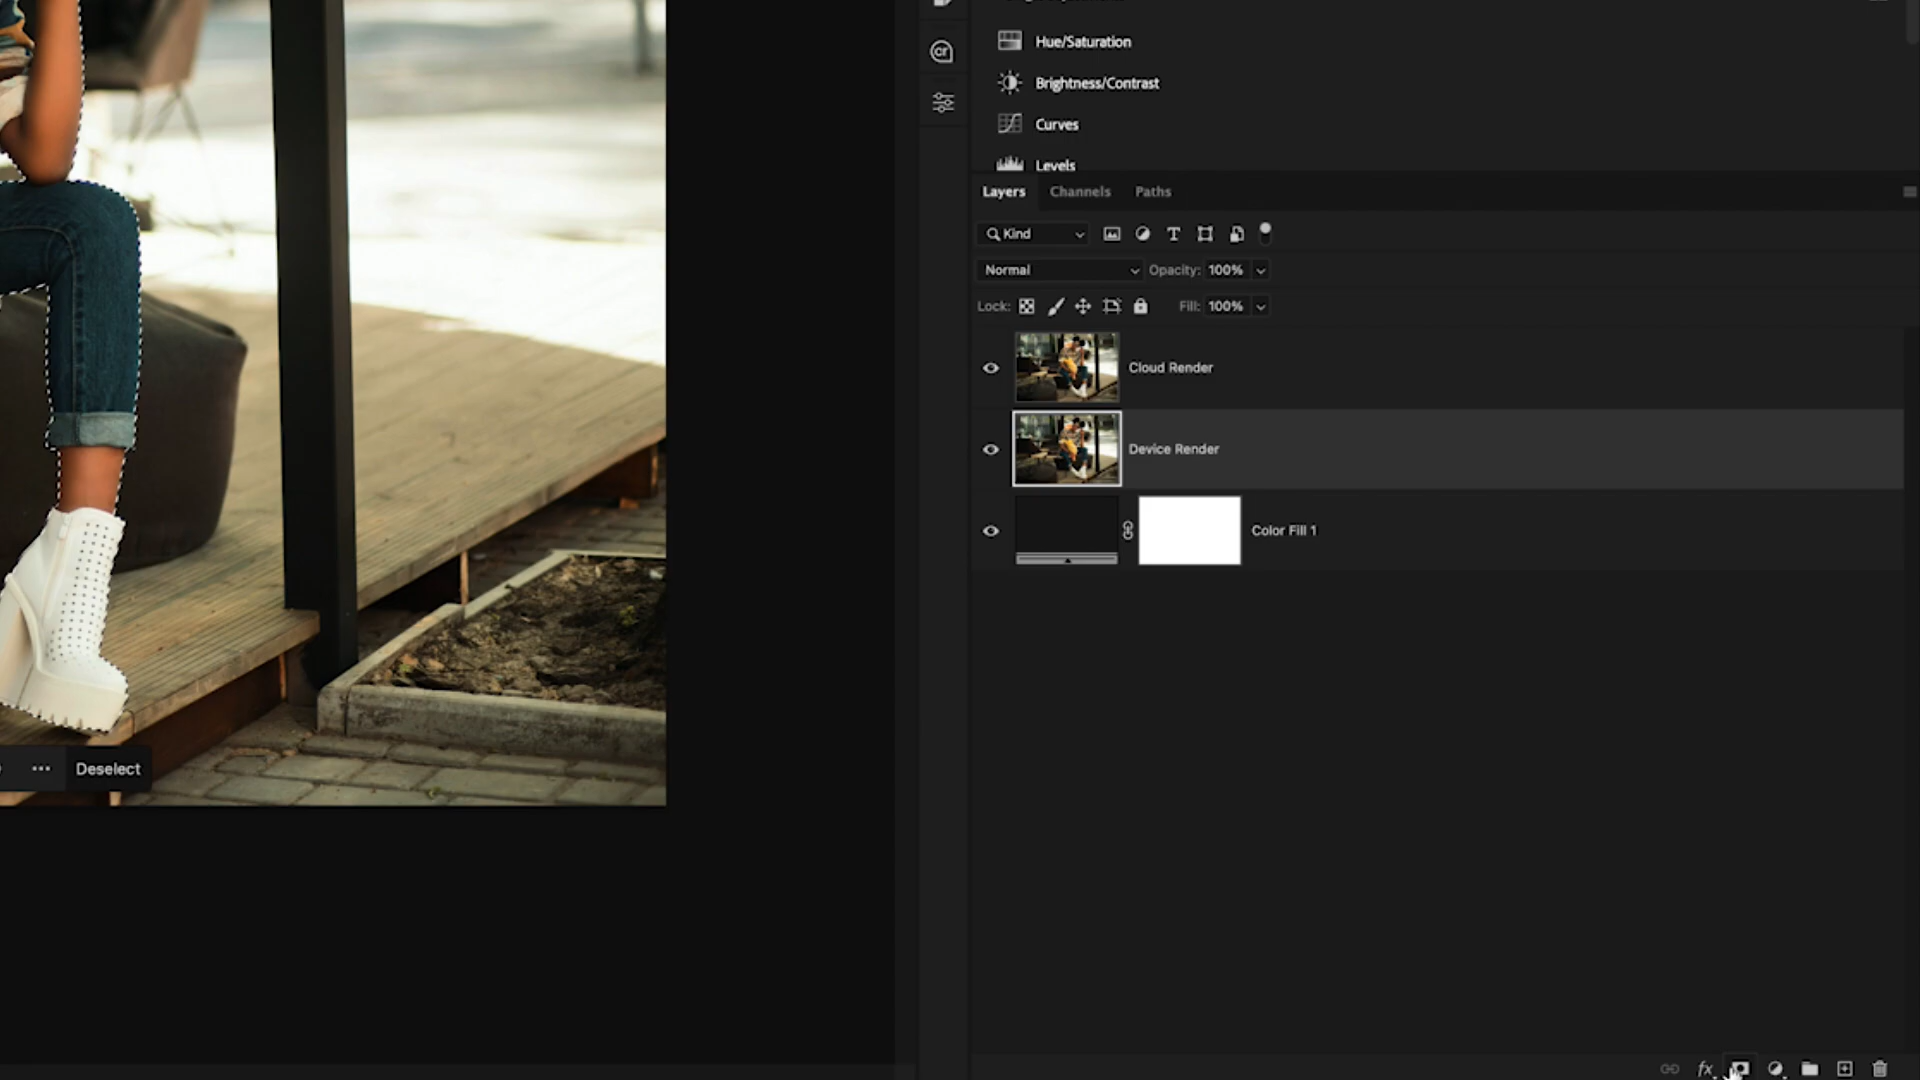 Hue/Saturation
Brightness/Contrast
Curves
Levels
Layers Channels Paths
Kind
Normal Opacity: 100%
Lock: Fill: 100%
Cloud Render
Device Render
Color Fill 1
Deselect
fx